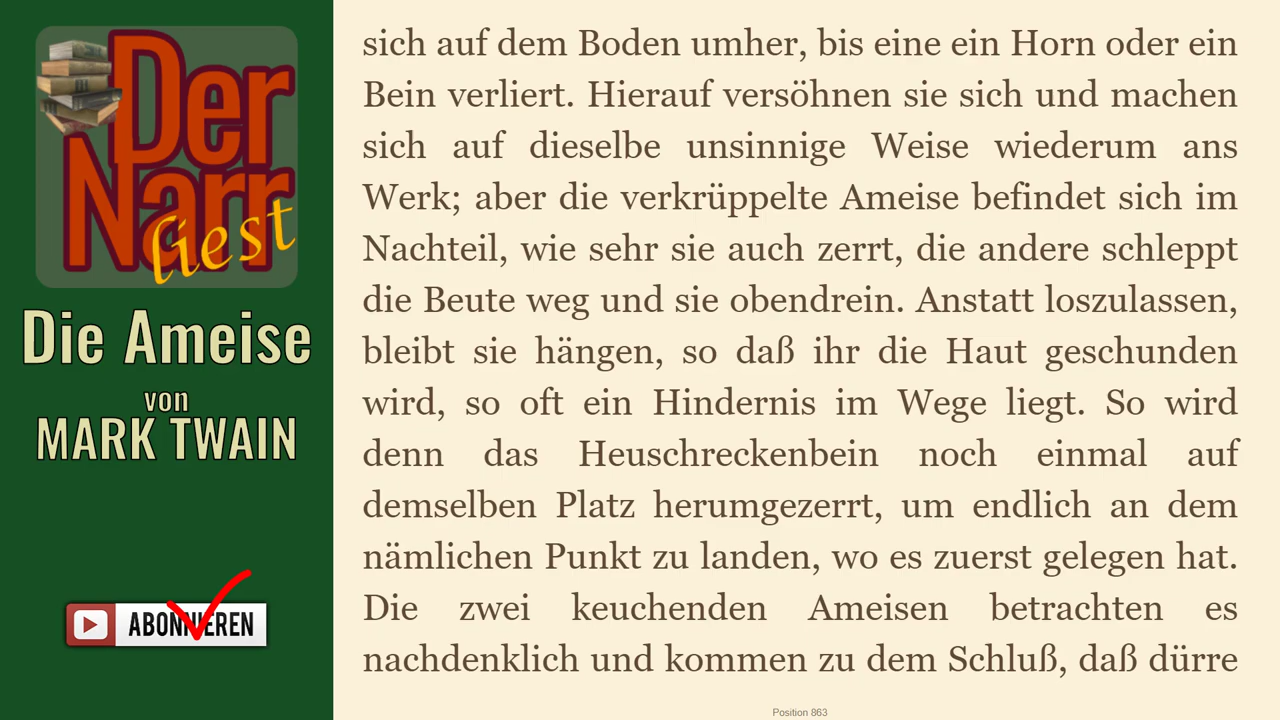 Der
Narr
liest
Die Ameise
von
MARK TWAIN
ABONNIEREN
sich auf dem Boden umher, bis eine ein Horn oder ein
Bein verliert. Hierauf versöhnen sie sich und machen
sich auf dieselbe unsinnige Weise wiederum ans
Werk; aber die verkrüppelte Ameise befindet sich im
Nachteil, wie sehr sie auch zerrt, die andere schleppt
die Beute weg und sie obendrein. Anstatt loszulassen,
bleibt sie hängen, so daß ihr die Haut geschunden
wird, so oft ein Hindernis im Wege liegt. So wird
denn das Heuschreckenbein noch einmal auf
demselben Platz herumgezerrt, um endlich an dem
nämlichen Punkt zu landen, wo es zuerst gelegen hat.
Die zwei keuchenden Ameisen betrachten es
nachdenklich und kommen zu dem Schluß, daß dürre
Position 863